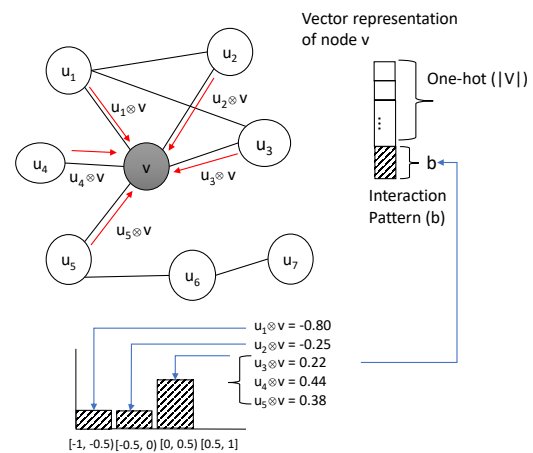 Vector representation
of node v
One-hot (|V|)
⋮
b
Interaction
Pattern (b)
u1
u2
u1⊗v
u2⊗v
u3
u4
v
u4⊗v
u3⊗v
u5⊗v
u5
u6
u7
u1⊗v = -0.80
u2⊗v = -0.25
u3⊗v = 0.22
u4⊗v = 0.44
u5⊗v = 0.38
[-1, -0.5) [-0.5, 0) [0, 0.5) [0.5, 1]